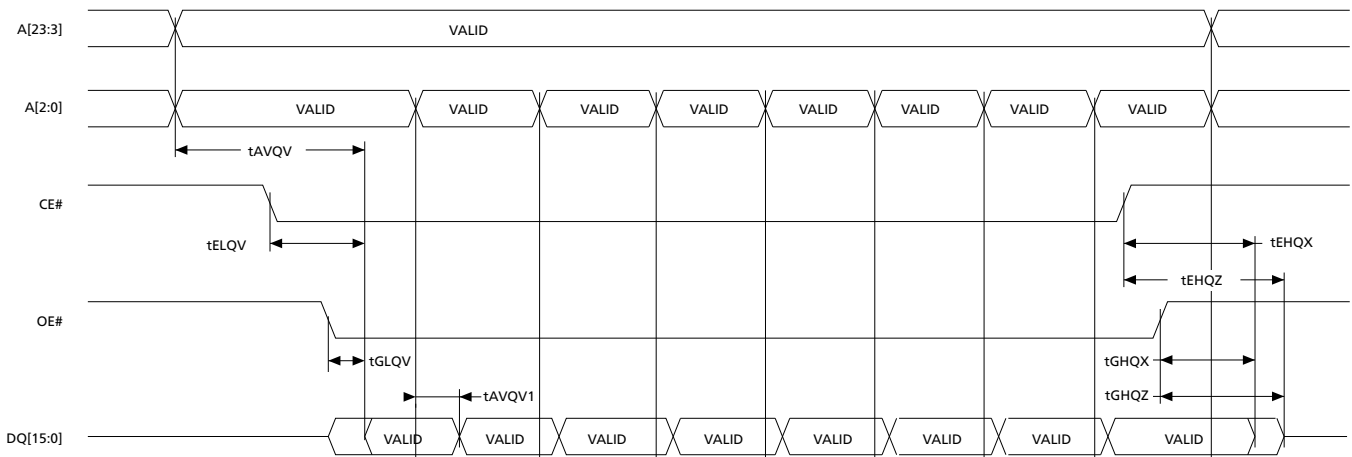 A[23:3] VALID
A[2:0] VALID VALID VALID VALID VALID VALID VALID VALID
tAVQV
CE#
tELQV tEHQX
tEHQZ
OE#
tGLQV tGHQX
tAVQV1 tGHQZ
DQ[15:0] VALID VALID VALID VALID VALID VALID VALID VALID